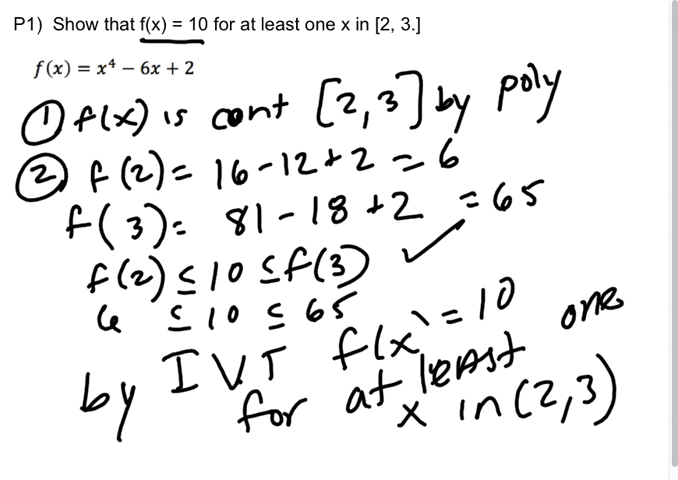 P1) Show that f(x) = 10 for at least one x in [2, 3.]
f(x) = x⁴ − 6x + 2
① f(x) is cont [2,3] by poly
② f(2) = 16 - 12 + 2 = 6
f(3) = 81 - 18 + 2 = 65
f(2) ≤ 10 ≤ f(3) ✓
6 ≤ 10 ≤ 65
by IVT f(x) = 10
for at least one
x in (2,3)